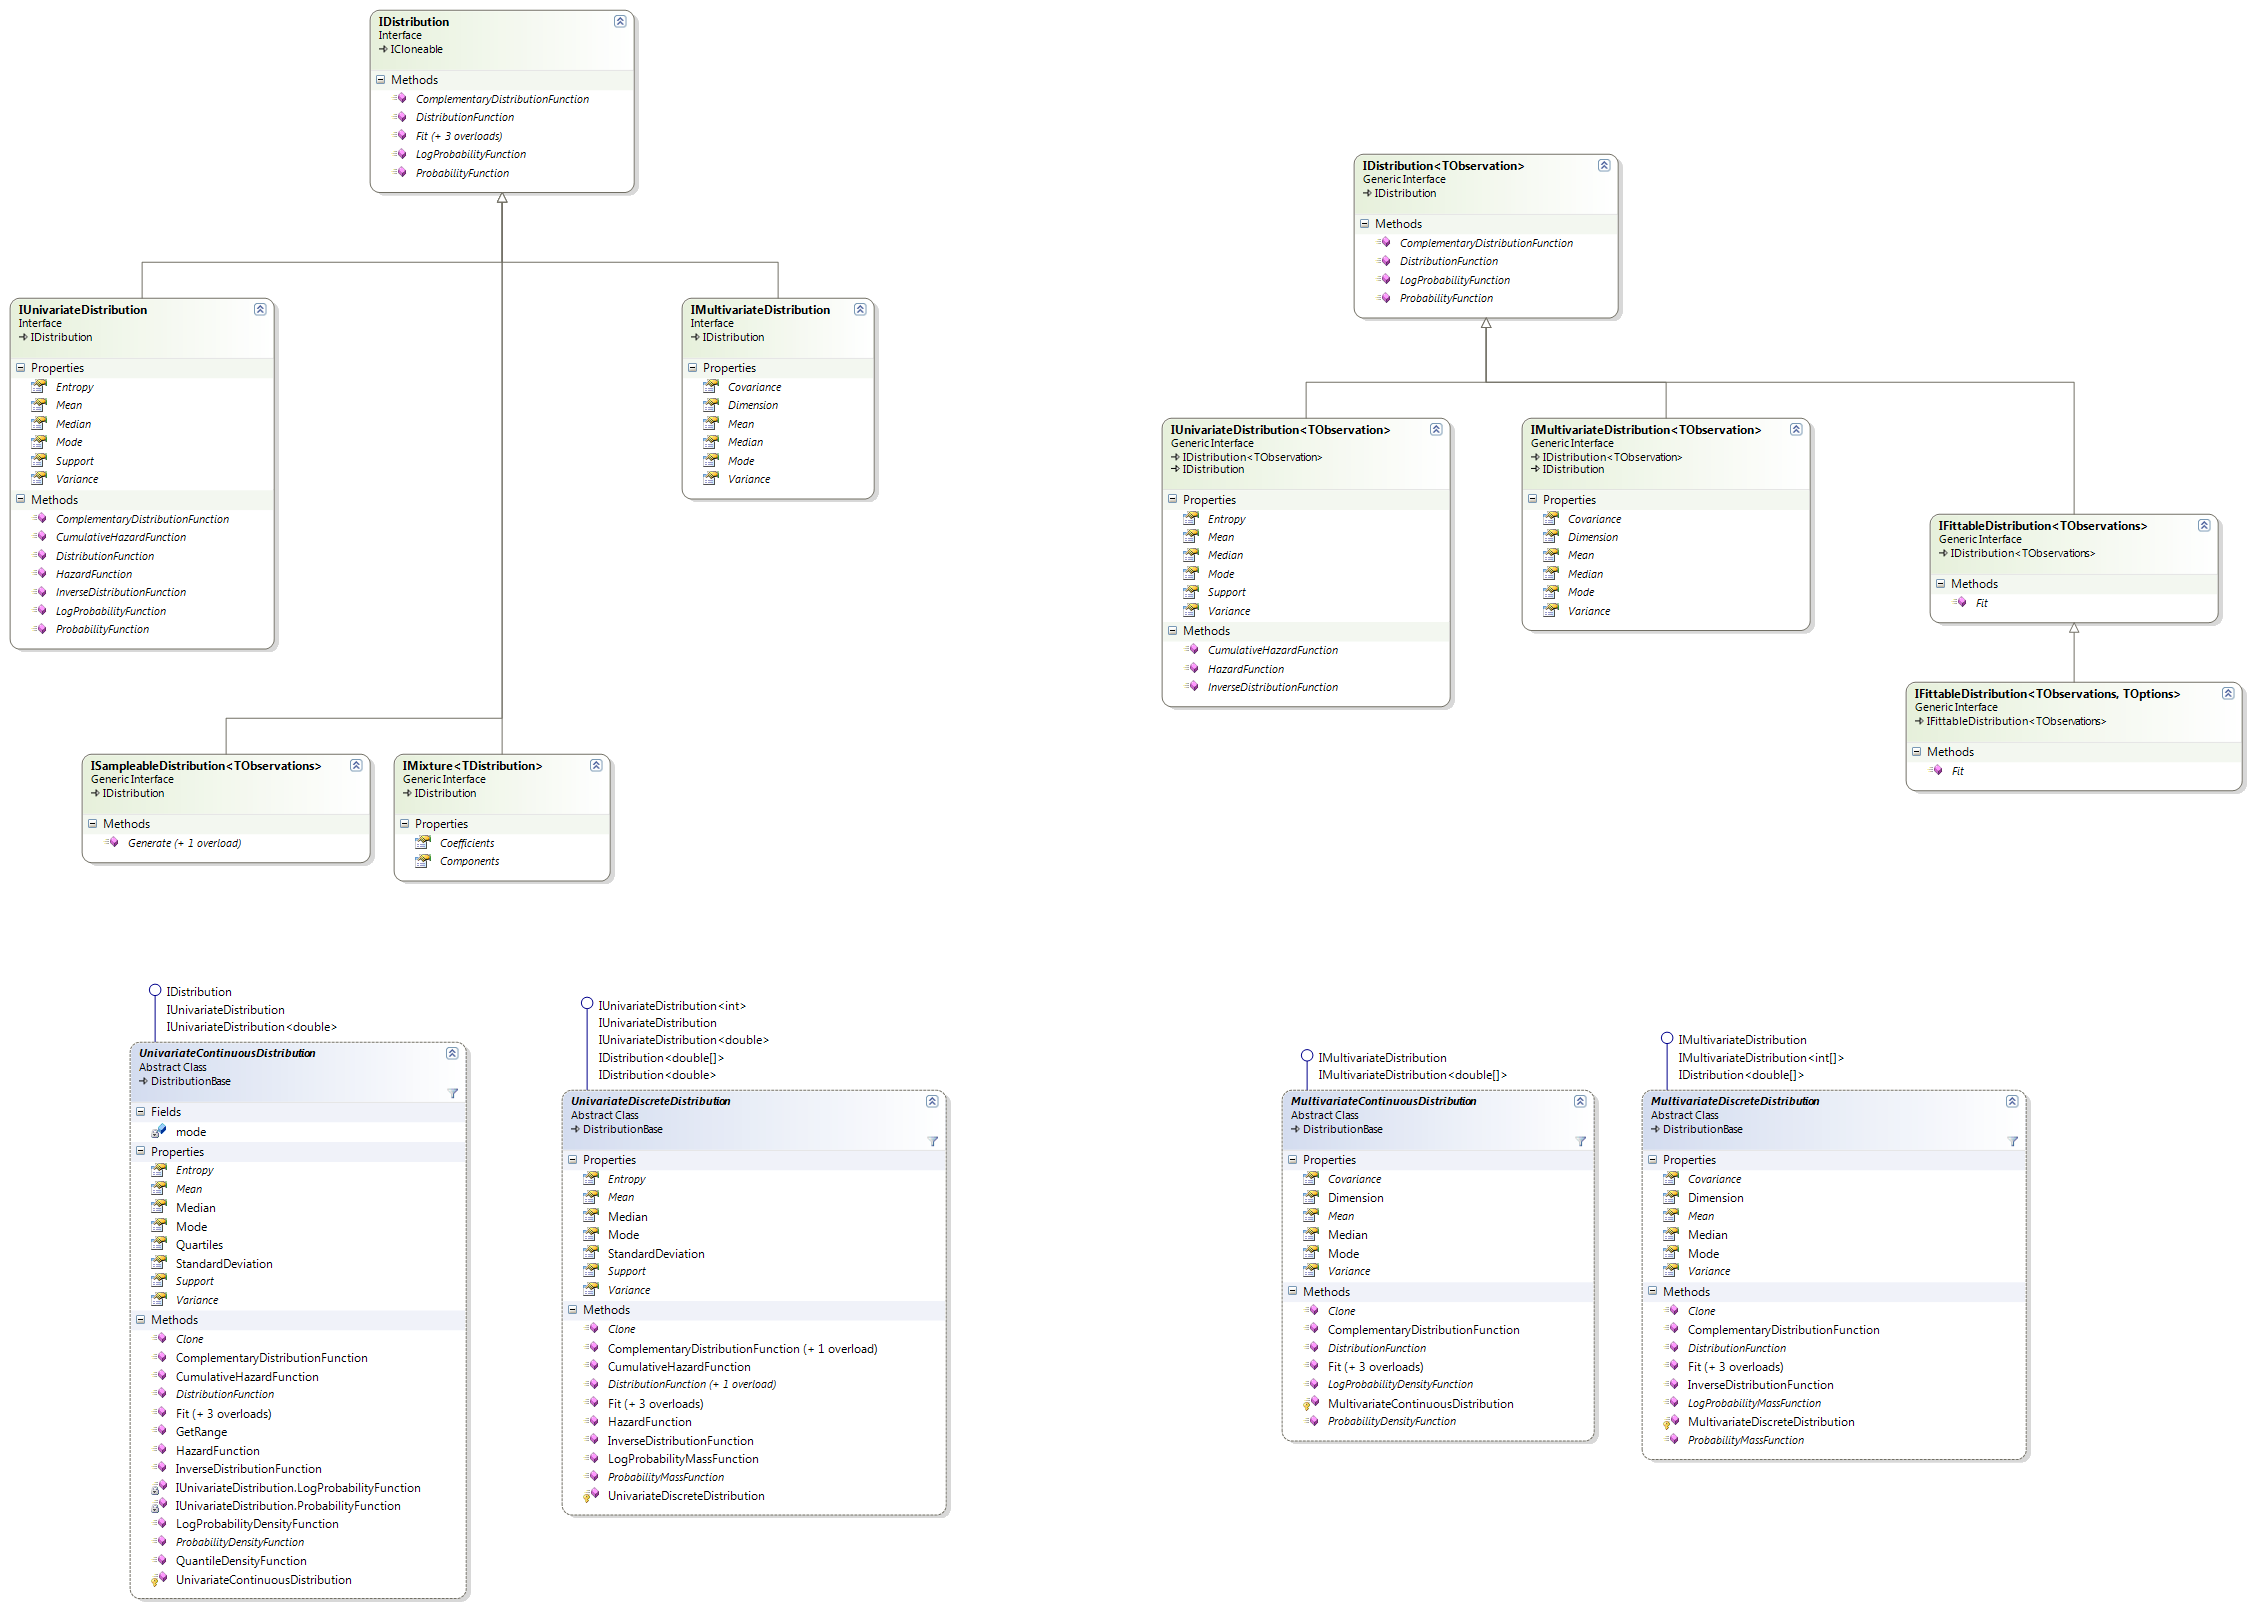 IDistribution
Interface
ICloneable
Methods
ComplementaryDistributionFunction
DistributionFunction
Fit (+ 3 overloads)
LogProbabilityFunction
ProbabilityFunction
IDistribution<TObservation>
Generic Interface
IDistribution
Methods
ComplementaryDistributionFunction
DistributionFunction
LogProbabilityFunction
ProbabilityFunction
IUnivariateDistribution
Interface
IDistribution
Properties
Entropy
Mean
Median
Mode
Support
Variance
Methods
ComplementaryDistributionFunction
CumulativeHazardFunction
DistributionFunction
HazardFunction
InverseDistributionFunction
LogProbabilityFunction
ProbabilityFunction
IMultivariateDistribution
Interface
IDistribution
Properties
Covariance
Dimension
Mean
Median
Mode
Variance
IUnivariateDistribution<TObservation>
Generic Interface
IDistribution<TObservation>
IDistribution
Properties
Entropy
Mean
Median
Mode
Support
Variance
Methods
CumulativeHazardFunction
HazardFunction
InverseDistributionFunction
IMultivariateDistribution<TObservation>
Generic Interface
IDistribution<TObservation>
IDistribution
Properties
Covariance
Dimension
Mean
Median
Mode
Variance
IFittableDistribution<TObservations>
Generic Interface
IDistribution<TObservations>
Methods
Fit
IFittableDistribution<TObservations, TOptions>
Generic Interface
IFittableDistribution<TObservations>
Methods
Fit
ISampleableDistribution<TObservations>
Generic Interface
IDistribution
Methods
Generate (+ 1 overload)
IMixture<TDistribution>
Generic Interface
IDistribution
Properties
Coefficients
Components
IDistribution
IUnivariateDistribution
IUnivariateDistribution<double>
UnivariateContinuousDistribution
Abstract Class
DistributionBase
Fields
mode
Properties
Entropy
Mean
Median
Mode
Quartiles
StandardDeviation
Support
Variance
Methods
Clone
ComplementaryDistributionFunction
CumulativeHazardFunction
DistributionFunction
Fit (+ 3 overloads)
GetRange
HazardFunction
InverseDistributionFunction
IUnivariateDistribution.LogProbabilityFunction
IUnivariateDistribution.ProbabilityFunction
LogProbabilityDensityFunction
ProbabilityDensityFunction
QuantileDensityFunction
UnivariateContinuousDistribution
IUnivariateDistribution<int>
IUnivariateDistribution
IUnivariateDistribution<double>
IDistribution<double[]>
IDistribution<double>
UnivariateDiscreteDistribution
Abstract Class
DistributionBase
Properties
Entropy
Mean
Median
Mode
StandardDeviation
Support
Variance
Methods
Clone
ComplementaryDistributionFunction (+ 1 overload)
CumulativeHazardFunction
DistributionFunction (+ 1 overload)
Fit (+ 3 overloads)
HazardFunction
InverseDistributionFunction
LogProbabilityMassFunction
ProbabilityMassFunction
UnivariateDiscreteDistribution
IMultivariateDistribution
IMultivariateDistribution<double[]>
MultivariateContinuousDistribution
Abstract Class
DistributionBase
Properties
Covariance
Dimension
Mean
Median
Mode
Variance
Methods
Clone
ComplementaryDistributionFunction
DistributionFunction
Fit (+ 3 overloads)
LogProbabilityDensityFunction
MultivariateContinuousDistribution
ProbabilityDensityFunction
IMultivariateDistribution
IMultivariateDistribution<int[]>
IDistribution<double[]>
MultivariateDiscreteDistribution
Abstract Class
DistributionBase
Properties
Covariance
Dimension
Mean
Median
Mode
Variance
Methods
Clone
ComplementaryDistributionFunction
DistributionFunction
Fit (+ 3 overloads)
InverseDistributionFunction
LogProbabilityMassFunction
MultivariateDiscreteDistribution
ProbabilityMassFunction